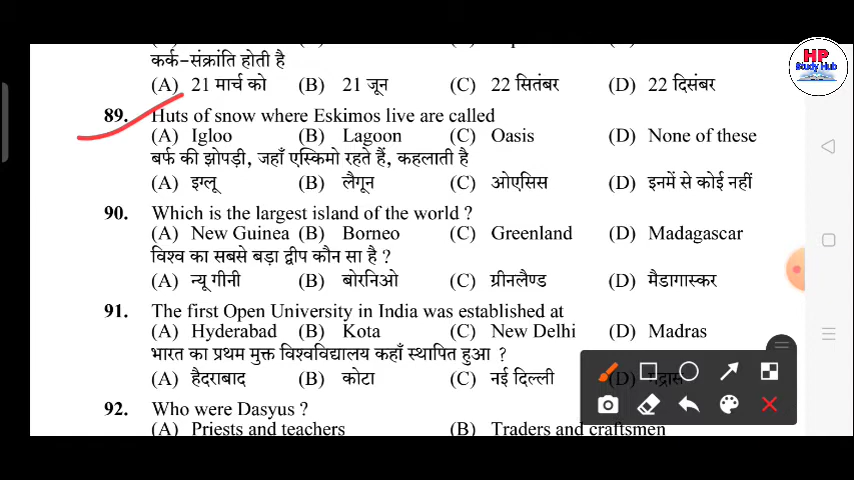 कर्क-संक्रांति होती है
(A) 21 मार्च को (B) 21 जून (C) 22 सितंबर (D) 22 दिसंबर
HP
Study Hub
89. Huts of snow where Eskimos live are called
(A) Igloo (B) Lagoon (C) Oasis (D) None of these
बर्फ की झोपड़ी, जहाँ एस्किमो रहते हैं, कहलाती है
(A) इग्लू (B) लैगून (C) ओएसिस (D) इनमें से कोई नहीं
90. Which is the largest island of the world ?
(A) New Guinea (B) Borneo (C) Greenland (D) Madagascar
विश्व का सबसे बड़ा द्वीप कौन सा है ?
(A) न्यू गीनी (B) बोरनिओ (C) ग्रीनलैण्ड (D) मैडागास्कर
91. The first Open University in India was established at
(A) Hyderabad (B) Kota (C) New Delhi (D) Madras
भारत का प्रथम मुक्त विश्वविद्यालय कहाँ स्थापित हुआ ?
(A) हैदराबाद (B) कोटा (C) नई दिल्ली (D) मद्रास
92. Who were Dasyus ?
(A) Priests and teachers (B) Traders and craftsmen